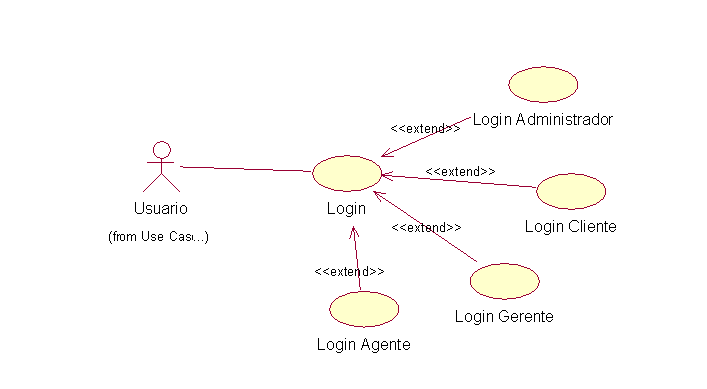 Login Administrador
<<extend>>
<<extend>>
Usuario
Login
Login Cliente
(from Use Case...)
<<extend>>
<<extend>>
Login Gerente
Login Agente